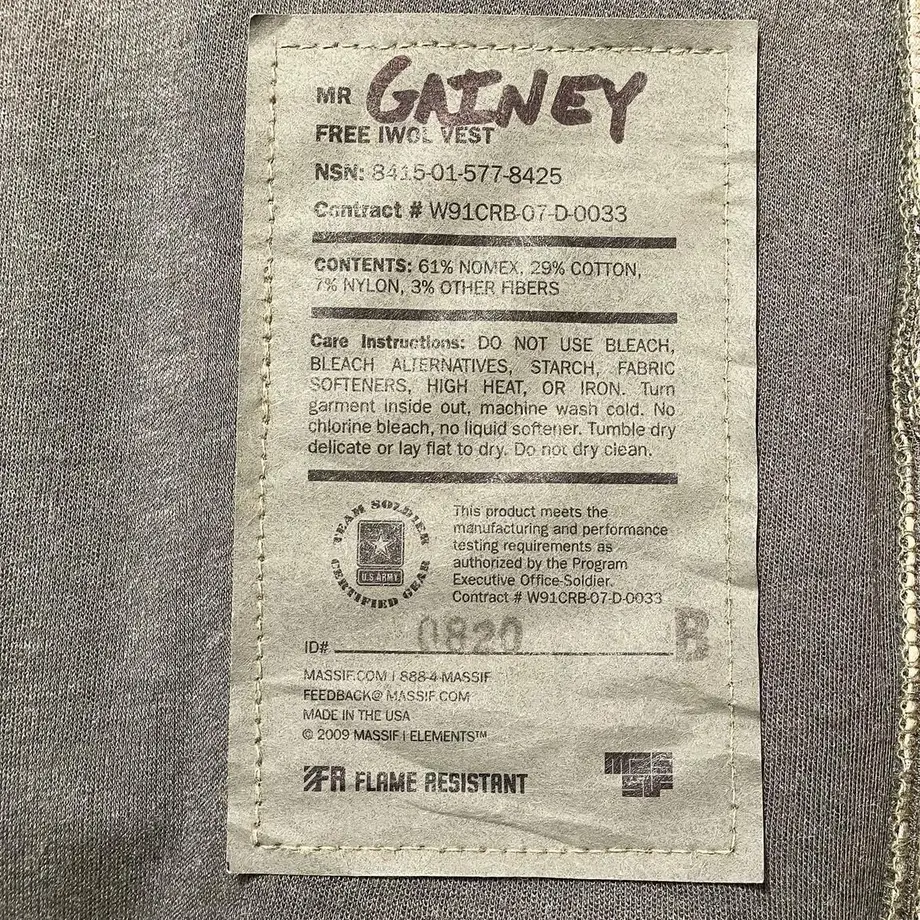 MR GAINEY
FREE IWOL VEST
NSN: 8415-01-577-8425
Contract # W91CRB-07-D-0033
CONTENTS: 61% NOMEX, 29% COTTON,
7% NYLON, 3% OTHER FIBERS
Care Instructions: DO NOT USE BLEACH,
BLEACH ALTERNATIVES, STARCH, FABRIC
SOFTENERS, HIGH HEAT, OR IRON. Turn
garment inside out, machine wash cold. No
chlorine bleach, no liquid softener. Tumble dry
delicate or lay flat to dry. Do not dry clean.
TEAM SOLDIER
U.S ARMY
CERTIFIED GEAR
This product meets the
manufacturing and performance
testing requirements as
authorized by the Program
Executive Office-Soldier.
Contract # W91CRB-07-D-0033
ID# 0820 B
MASSIF.COM | 888-4-MASSIF
FEEDBACK@MASSIF.COM
MADE IN THE USA
© 2009 MASSIF | ELEMENTS™
FR FLAME RESISTANT
MASSIF